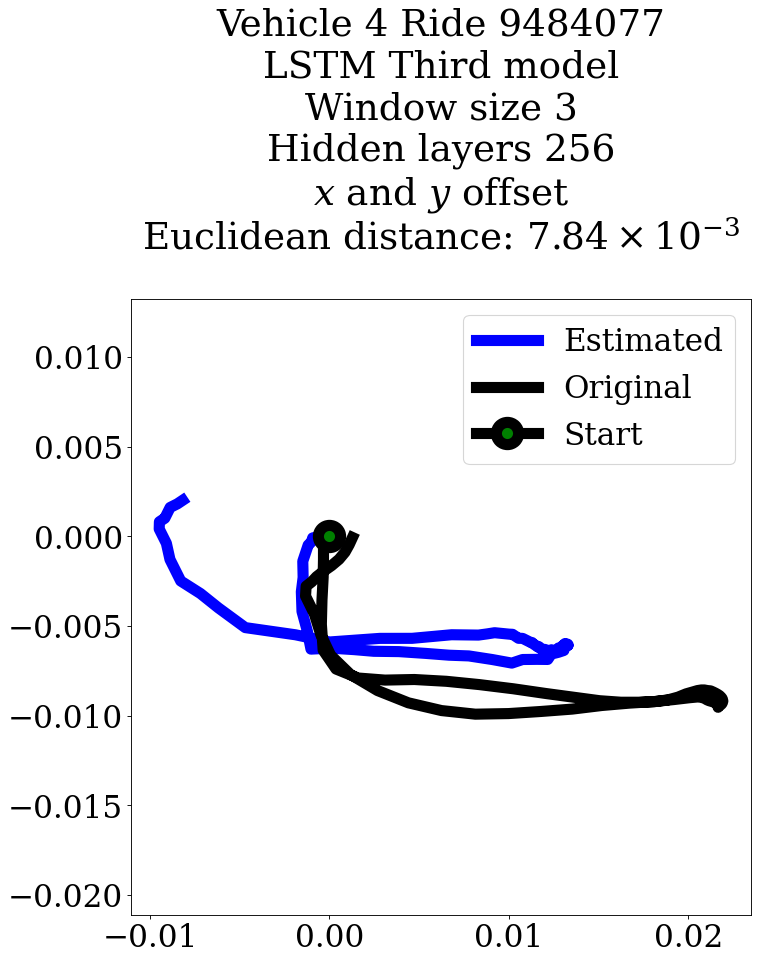 Vehicle 4 Ride 9484077
LSTM Third model
Window size 3
Hidden layers 256
x and y offset
Euclidean distance: 7.84 × 10⁻³
Estimated
Original
Start
0.010
0.005
0.000
−0.005
−0.010
−0.015
−0.020
−0.01 0.00 0.01 0.02